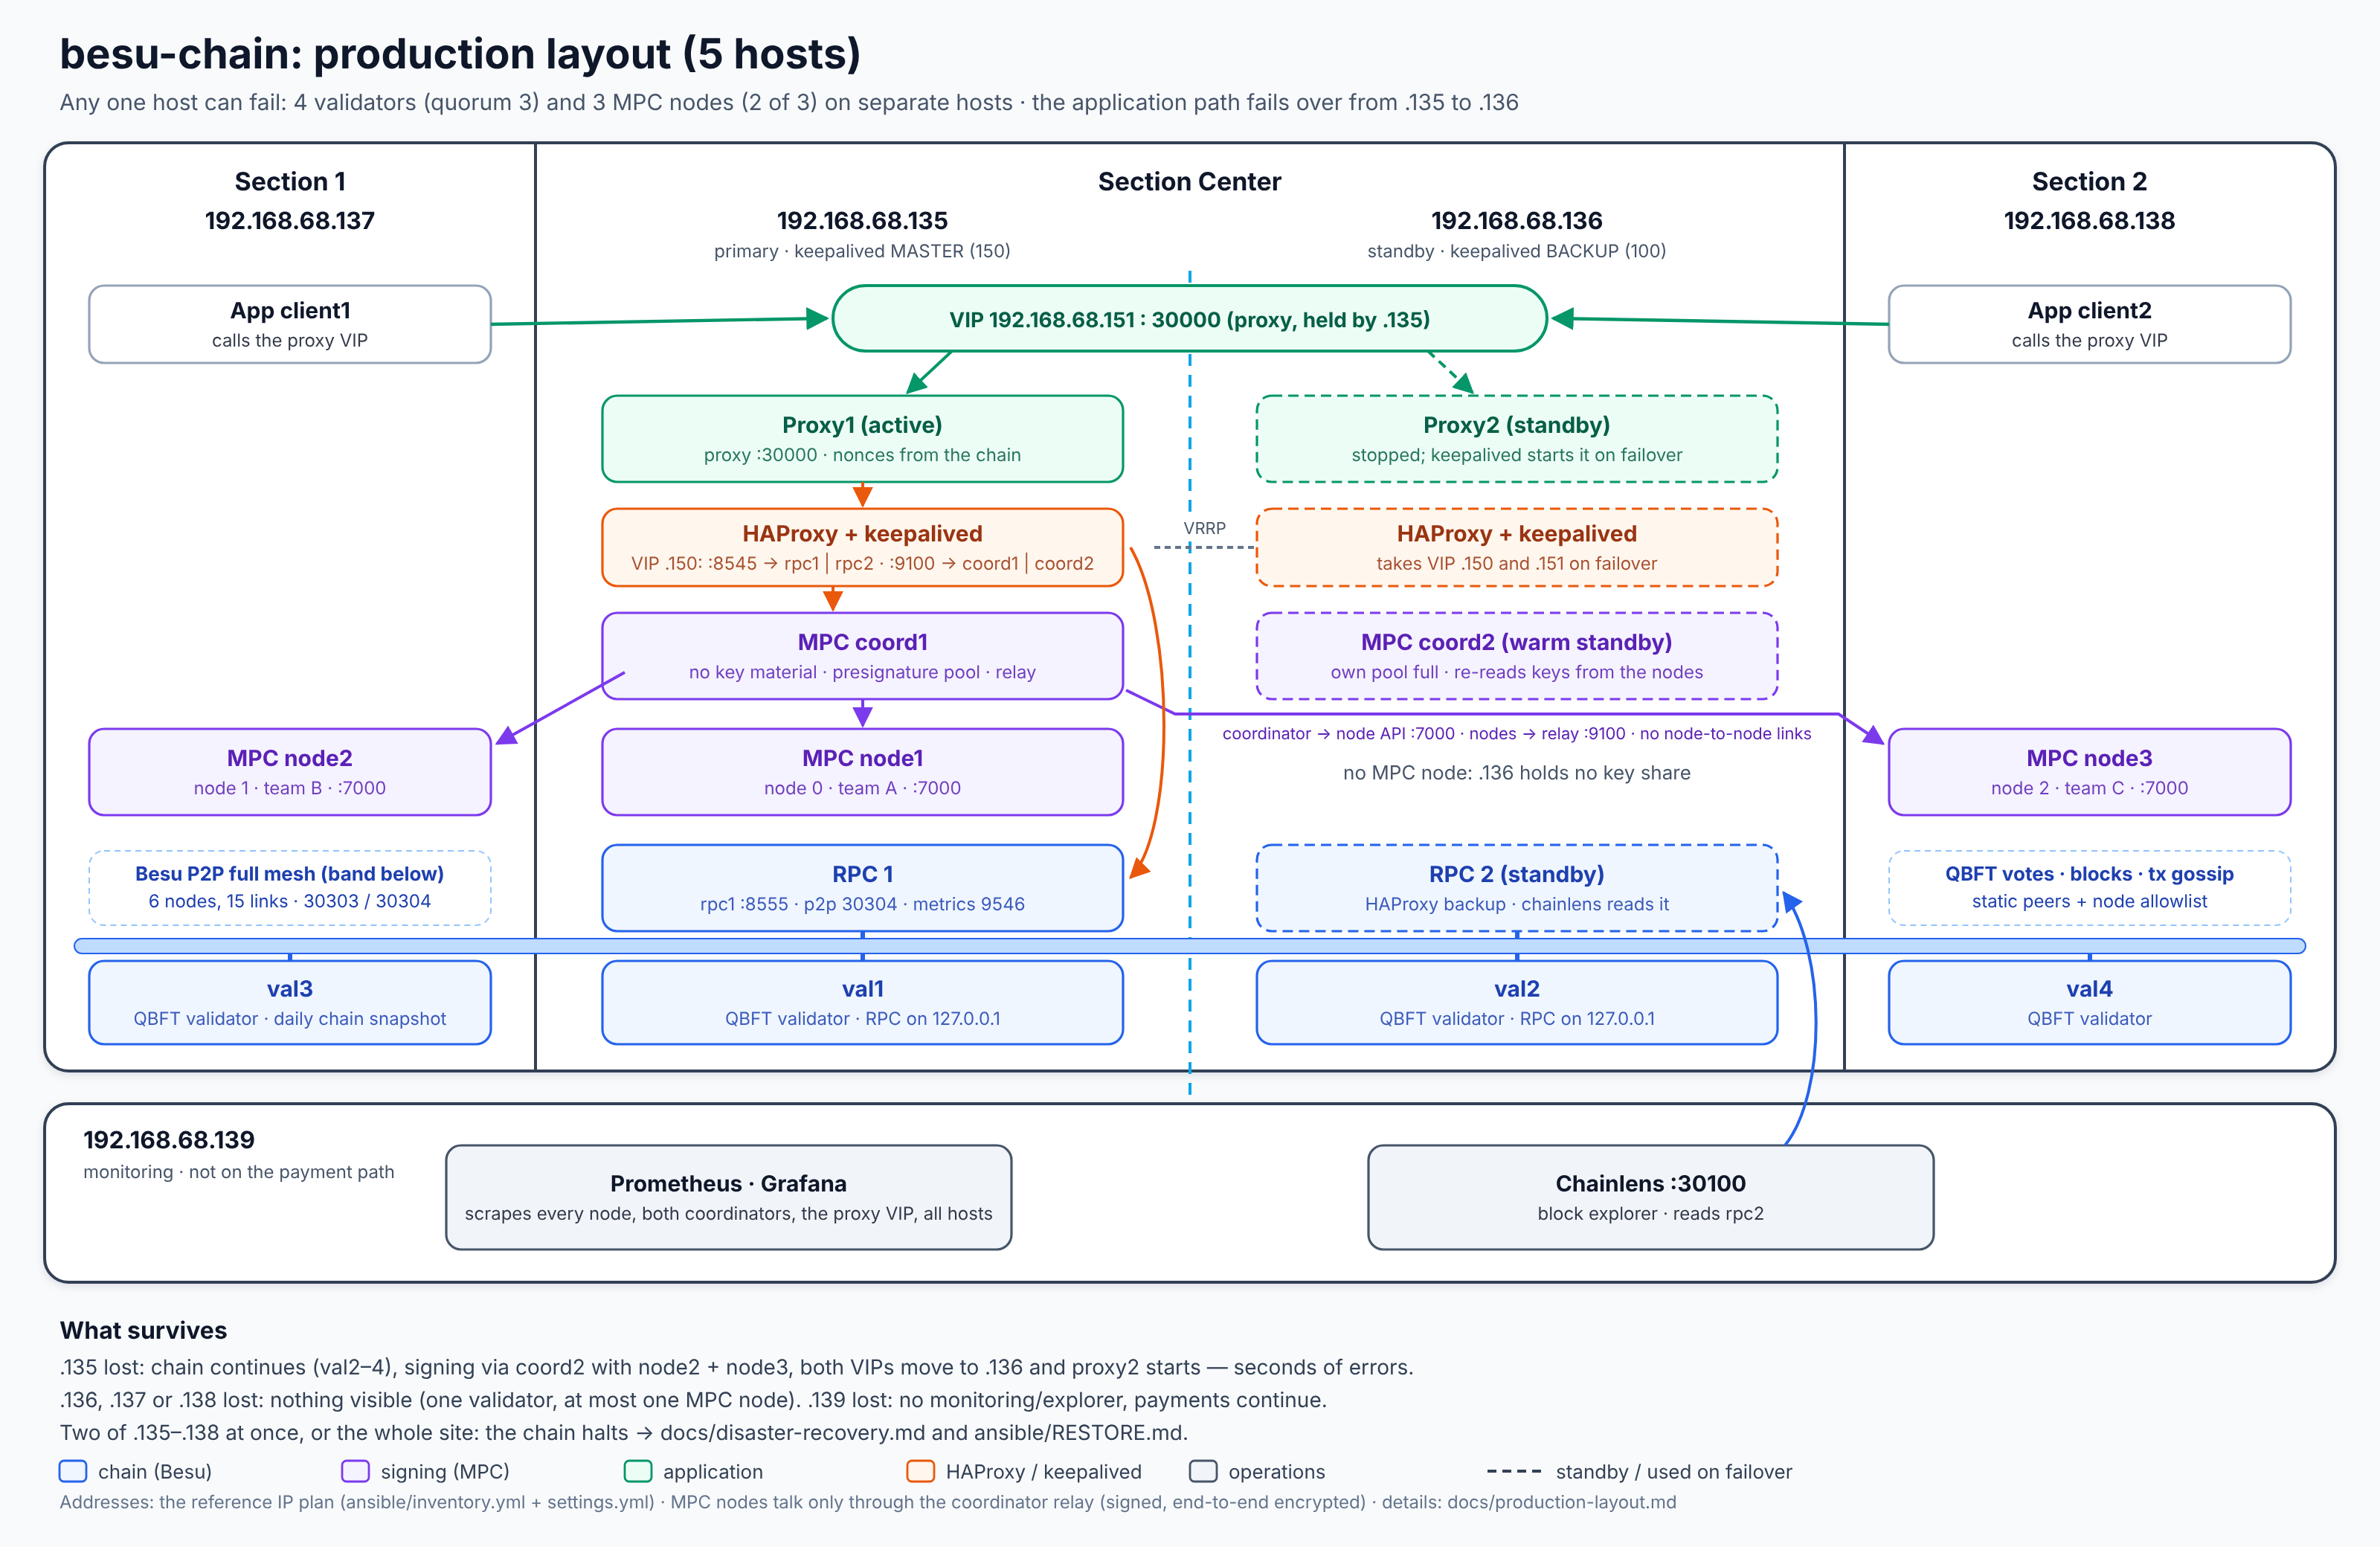 besu-chain: production layout (5 hosts)
Any one host can fail: 4 validators (quorum 3) and 3 MPC nodes (2 of 3) on separate hosts · the application path fails over from .135 to .136
Section 1
192.168.68.137
Section Center
192.168.68.135
primary · keepalived MASTER (150)
192.168.68.136
standby · keepalived BACKUP (100)
Section 2
192.168.68.138
App client1
calls the proxy VIP
VIP 192.168.68.151 : 30000 (proxy, held by .135)
App client2
calls the proxy VIP
Proxy1 (active)
proxy :30000 · nonces from the chain
Proxy2 (standby)
stopped; keepalived starts it on failover
HAProxy + keepalived
VIP .150: :8545 → rpc1 | rpc2 · :9100 → coord1 | coord2
VRRP
HAProxy + keepalived
takes VIP .150 and .151 on failover
MPC coord1
no key material · presignature pool · relay
MPC coord2 (warm standby)
own pool full · re-reads keys from the nodes
coordinator → node API :7000 · nodes → relay :9100 · no node-to-node links
MPC node2
node 1 · team B · :7000
MPC node1
node 0 · team A · :7000
no MPC node: .136 holds no key share
MPC node3
node 2 · team C · :7000
Besu P2P full mesh (band below)
6 nodes, 15 links · 30303 / 30304
RPC 1
rpc1 :8555 · p2p 30304 · metrics 9546
RPC 2 (standby)
HAProxy backup · chainlens reads it
QBFT votes · blocks · tx gossip
static peers + node allowlist
val3
QBFT validator · daily chain snapshot
val1
QBFT validator · RPC on 127.0.0.1
val2
QBFT validator · RPC on 127.0.0.1
val4
QBFT validator
192.168.68.139
monitoring · not on the payment path
Prometheus · Grafana
scrapes every node, both coordinators, the proxy VIP, all hosts
Chainlens :30100
block explorer · reads rpc2
What survives
.135 lost: chain continues (val2–4), signing via coord2 with node2 + node3, both VIPs move to .136 and proxy2 starts — seconds of errors.
.136, .137 or .138 lost: nothing visible (one validator, at most one MPC node). .139 lost: no monitoring/explorer, payments continue.
Two of .135–.138 at once, or the whole site: the chain halts → docs/disaster-recovery.md and ansible/RESTORE.md.
chain (Besu)
signing (MPC)
application
HAProxy / keepalived
operations
standby / used on failover
Addresses: the reference IP plan (ansible/inventory.yml + settings.yml) · MPC nodes talk only through the coordinator relay (signed, end-to-end encrypted) · details: docs/production-layout.md